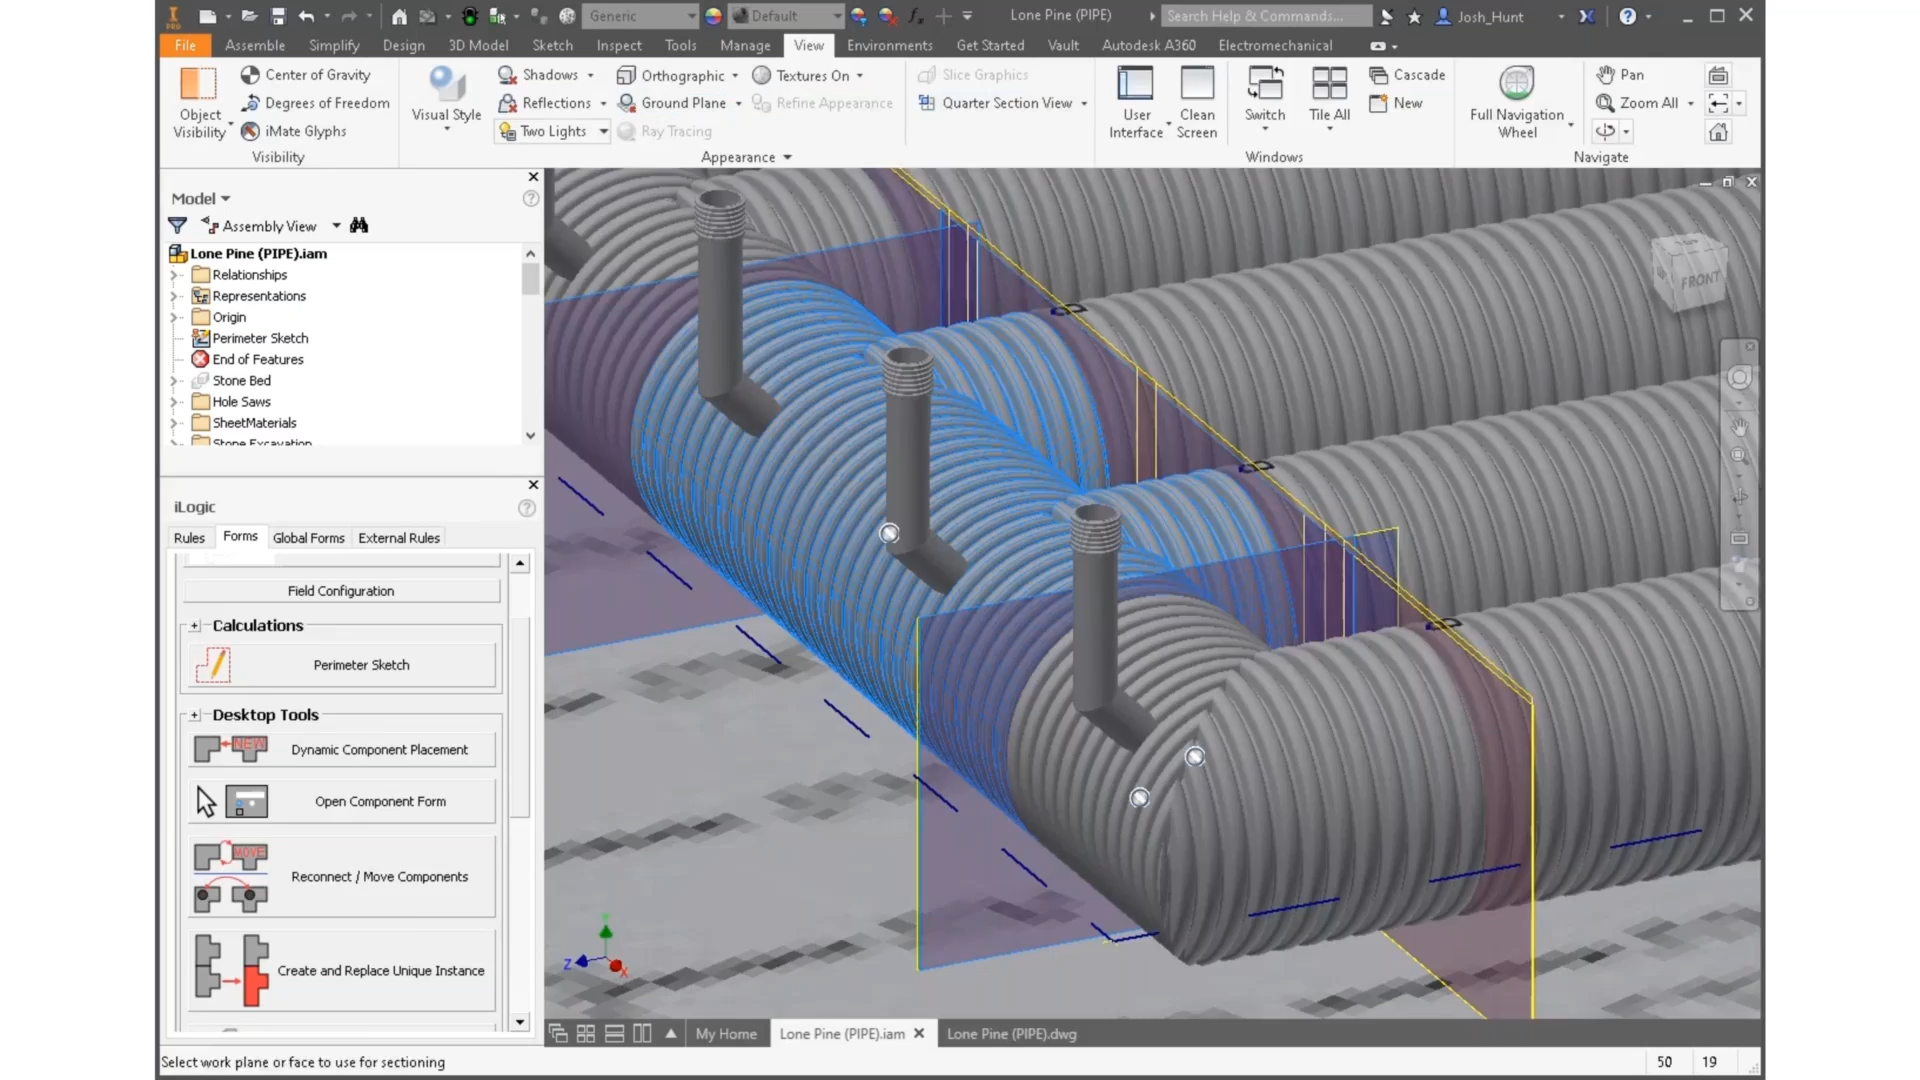 PRO Generic Default Lone Pine (PIPE) Search Help & Commands... Josh_Hunt
File Assemble Simplify Design 3D Model Sketch Inspect Tools Manage View Environments Get Started Vault Autodesk A360 Electromechanical
Center of Gravity Shadows Orthographic Textures On Slice Graphics Cascade Pan
Degrees of Freedom Reflections Ground Plane Refine Appearance Quarter Section View New Zoom All
iMate Glyphs Two Lights Ray Tracing
Object Visibility
Visual Style
User Interface
Clean Screen
Switch
Tile All
Full Navigation Wheel
Visibility Appearance Windows Navigate
Model
Assembly View
Lone Pine (PIPE).iam
Relationships
Representations
Origin
Perimeter Sketch
End of Features
Stone Bed
Hole Saws
SheetMaterials
Stone Excavation
iLogic
Rules Forms Global Forms External Rules
Field Configuration
Calculations
Perimeter Sketch
Desktop Tools
NEW Dynamic Component Placement
Open Component Form
MOVE Reconnect / Move Components
Create and Replace Unique Instance
TOP
FRONT
Y
Z
X
My Home Lone Pine (PIPE).iam Lone Pine (PIPE).dwg
Select work plane or face to use for sectioning 50 19